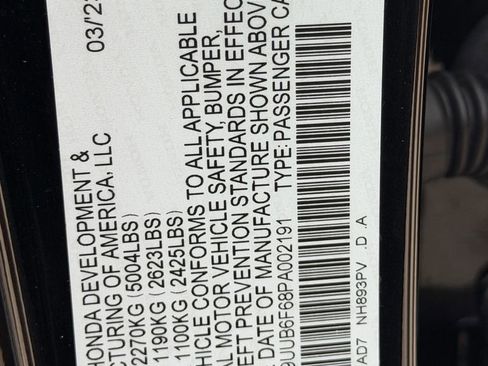 HONDA DEVELOPMENT & 03/'2
CTURING OF AMERICA, LLC
2270KG (5004LBS)
1190KG (2623LBS)
1100KG (2425LBS)
HICLE CONFORMS TO ALL APPLICABLE
AL MOTOR VEHICLE SAFETY, BUMPER,
EFT PREVENTION STANDARDS IN EFFEC
E DATE OF MANUFACTURE SHOWN ABOV
9UUB6F68PA002191 TYPE:PASSENGER CA
AD7 NH893PV .D A